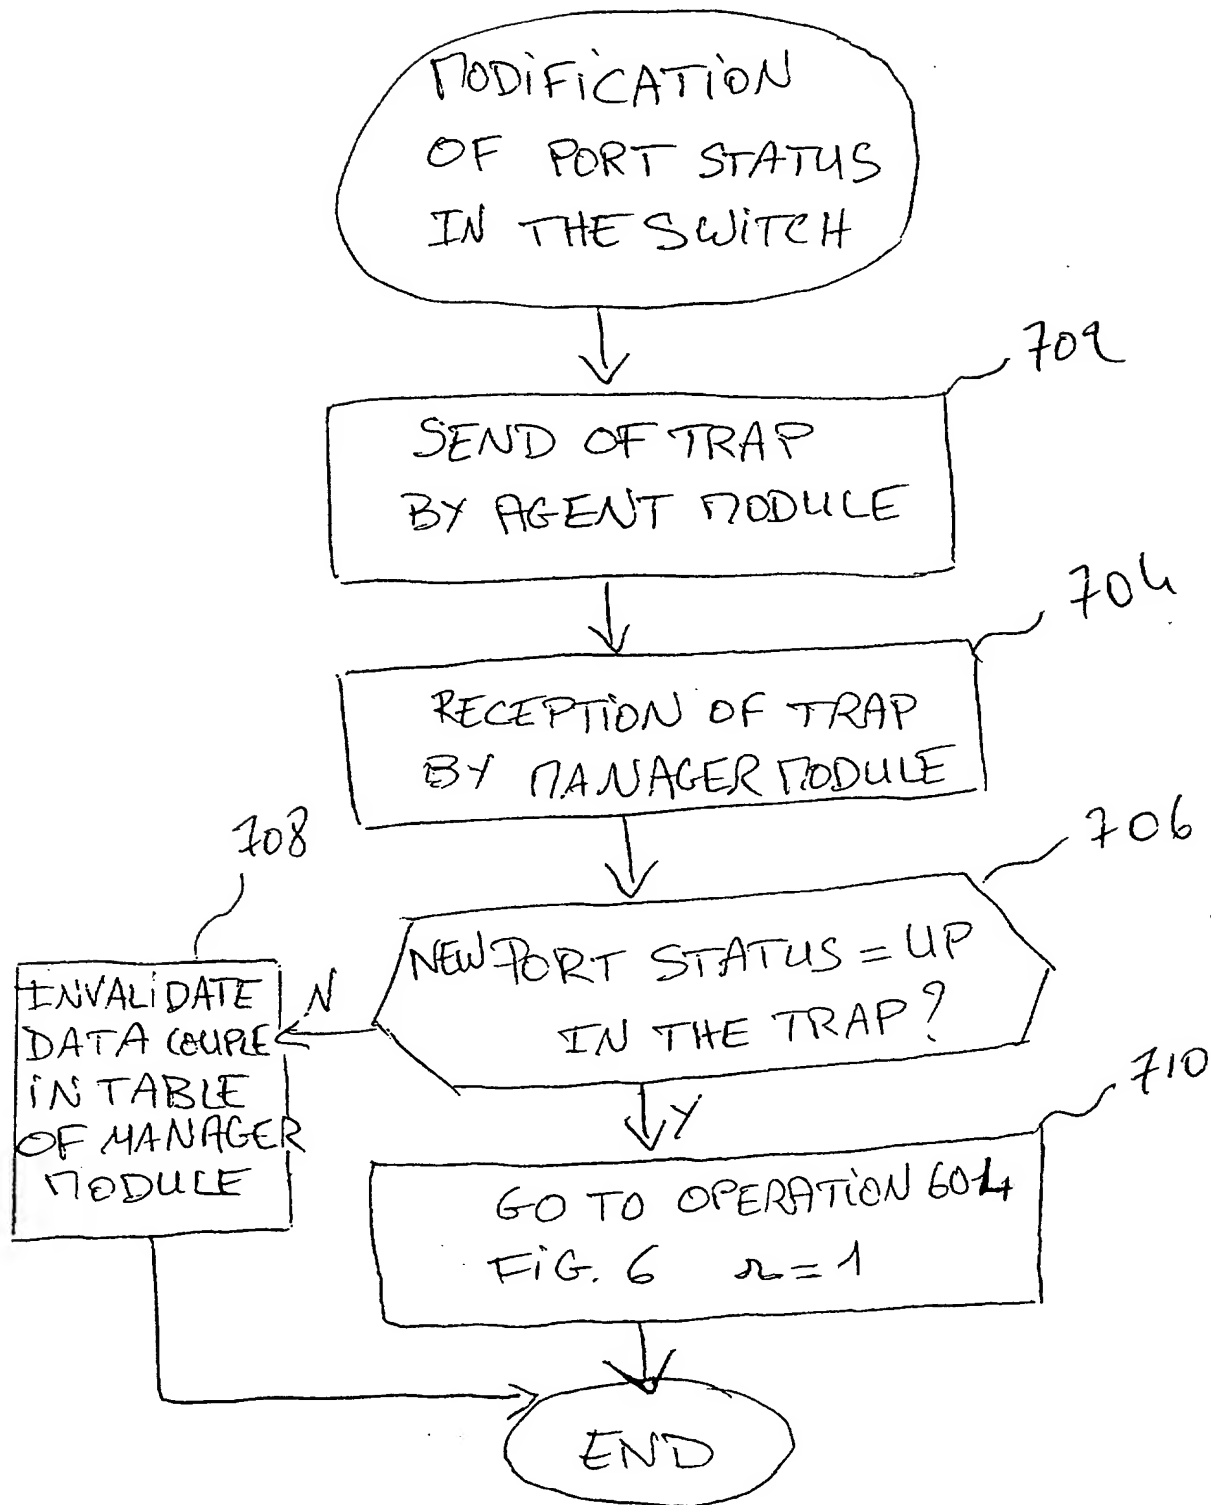 MODIFICATION
OF PORT STATUS
IN THE SWITCH
702
SEND OF TRAP
BY AGENT MODULE
704
RECEPTION OF TRAP
BY MANAGER MODULE
708
706
NEW PORT STATUS = UP
IN THE TRAP?
N
INVALIDATE
DATA COUPLE
IN TABLE
OF MANAGER
MODULE
Y
710
GO TO OPERATION 604
FIG. 6 r=1
END